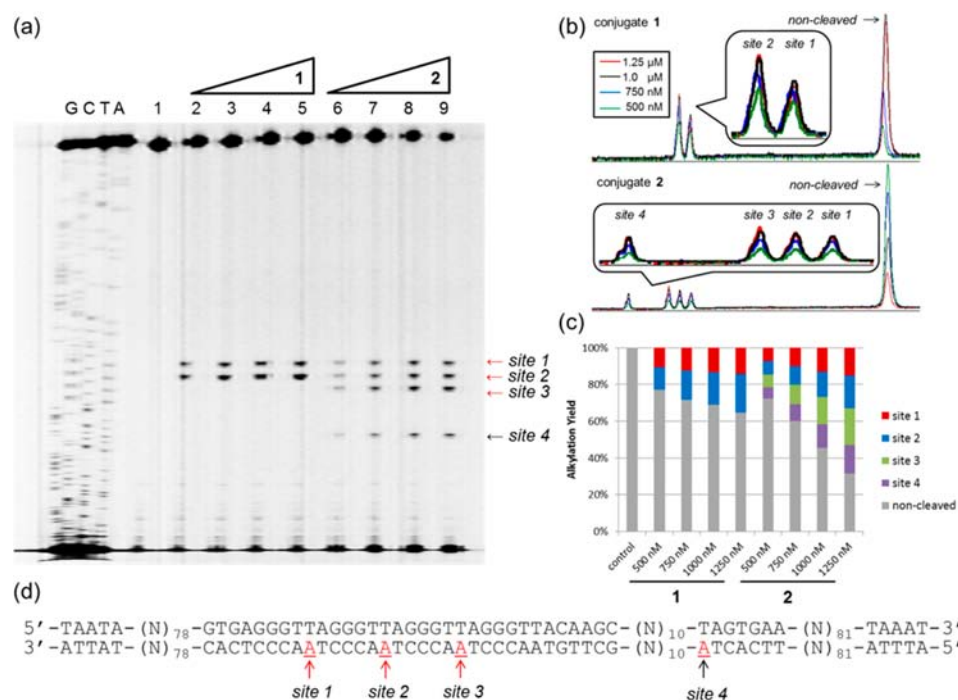 (a)
1
2
G C T A 1 2 3 4 5 6 7 8 9
← site 1
← site 2
← site 3
← site 4
(b)
conjugate 1
non-cleaved →
1.25 μM
1.0 μM
750 nM
500 nM
site 2 site 1
conjugate 2
non-cleaved →
site 4 site 3 site 2 site 1
(c)
100%
80%
60%
40%
20%
0%
Alkylation Yield
control 500 nM 750 nM 1000 nM 1250 nM 500 nM 750 nM 1000 nM 1250 nM
1 2
site 1
site 2
site 3
site 4
non-cleaved
(d)
5′-TAATA-(N)78-GTGAGGGTTAGGGTTAGGGTTAGGGTTACAAGC-(N)10-TAGTGAA-(N)81-TAAAT-3′
3′-ATTAT-(N)78-CACTCCCAATCCCAATCCCAATCCCAATGTTCG-(N)10-ATCACTT-(N)81-ATTTA-5′
site 1 site 2 site 3 site 4